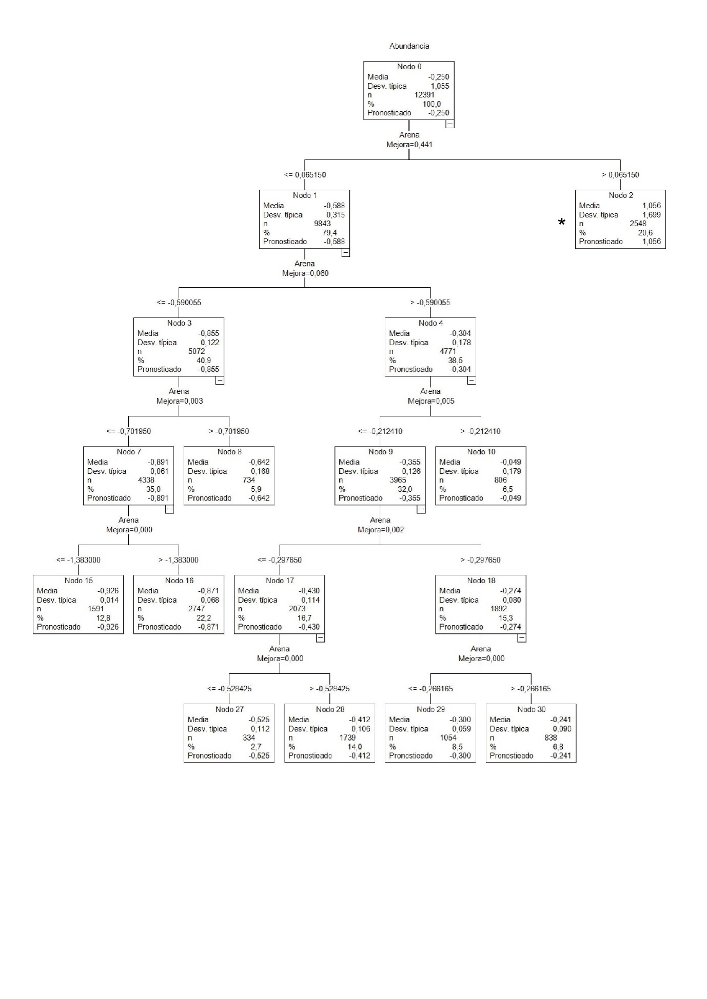 Abundancia
Nodo 0
Media -0,250
Desv. típica 1,055
n 12391
% 100,0
Pronosticado -0,250
Arena
Mejora=0,441
<= 0,065150
> 0,065150
Nodo 1
Media -0,588
Desv. típica 0,315
n 9843
% 79,4
Pronosticado -0,588
*
Nodo 2
Media 1,056
Desv. típica 1,699
n 2548
% 20,6
Pronosticado 1,056
Arena
Mejora=0,060
<= -0,590055
> -0,590055
Nodo 3
Media -0,855
Desv. típica 0,122
n 5072
% 40,9
Pronosticado -0,855
Nodo 4
Media -0,304
Desv. típica 0,178
n 4771
% 38,5
Pronosticado -0,304
Arena
Mejora=0,003
Arena
Mejora=0,005
<= -0,701950
> -0,701950
<= -0,212410
> -0,212410
Nodo 7
Media -0,891
Desv. típica 0,061
n 4338
% 35,0
Pronosticado -0,891
Nodo 8
Media -0,642
Desv. típica 0,168
n 734
% 5,9
Pronosticado -0,642
Nodo 9
Media -0,355
Desv. típica 0,126
n 3965
% 32,0
Pronosticado -0,355
Nodo 10
Media -0,049
Desv. típica 0,179
n 806
% 6,5
Pronosticado -0,049
Arena
Mejora=0,000
Arena
Mejora=0,002
<= -1,383000
> -1,383000
<= -0,297650
> -0,297650
Nodo 15
Media -0,926
Desv. típica 0,014
n 1591
% 12,8
Pronosticado -0,926
Nodo 16
Media -0,871
Desv. típica 0,068
n 2747
% 22,2
Pronosticado -0,871
Nodo 17
Media -0,430
Desv. típica 0,114
n 2073
% 16,7
Pronosticado -0,430
Nodo 18
Media -0,274
Desv. típica 0,080
n 1892
% 15,3
Pronosticado -0,274
Arena
Mejora=0,000
Arena
Mejora=0,000
<= -0,528425
> -0,528425
<= -0,266165
> -0,266165
Nodo 27
Media -0,525
Desv. típica 0,112
n 334
% 2,7
Pronosticado -0,525
Nodo 28
Media -0,412
Desv. típica 0,106
n 1739
% 14,0
Pronosticado -0,412
Nodo 29
Media -0,300
Desv. típica 0,059
n 1054
% 8,5
Pronosticado -0,300
Nodo 30
Media -0,241
Desv. típica 0,090
n 838
% 6,8
Pronosticado -0,241